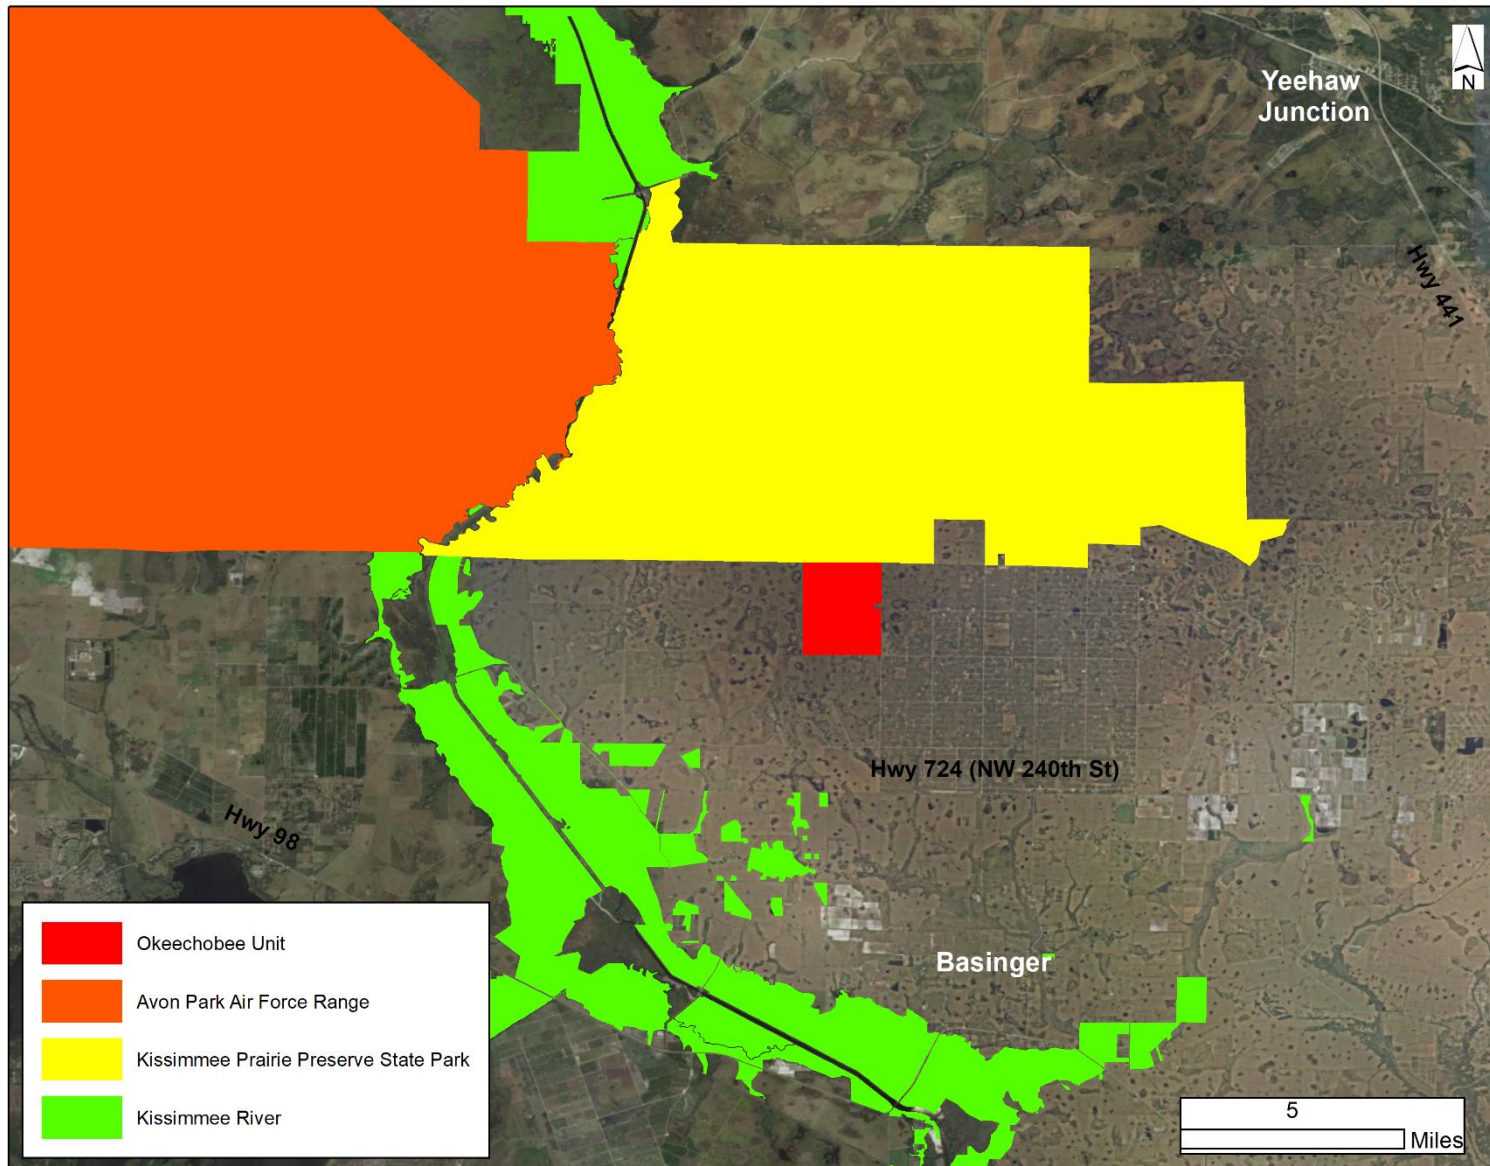 Yeehaw
Junction
N
Hwy 441
Hwy 724 (NW 240th St)
Hwy 98
Basinger
Okeechobee Unit
Avon Park Air Force Range
Kissimmee Prairie Preserve State Park
Kissimmee River
5
Miles